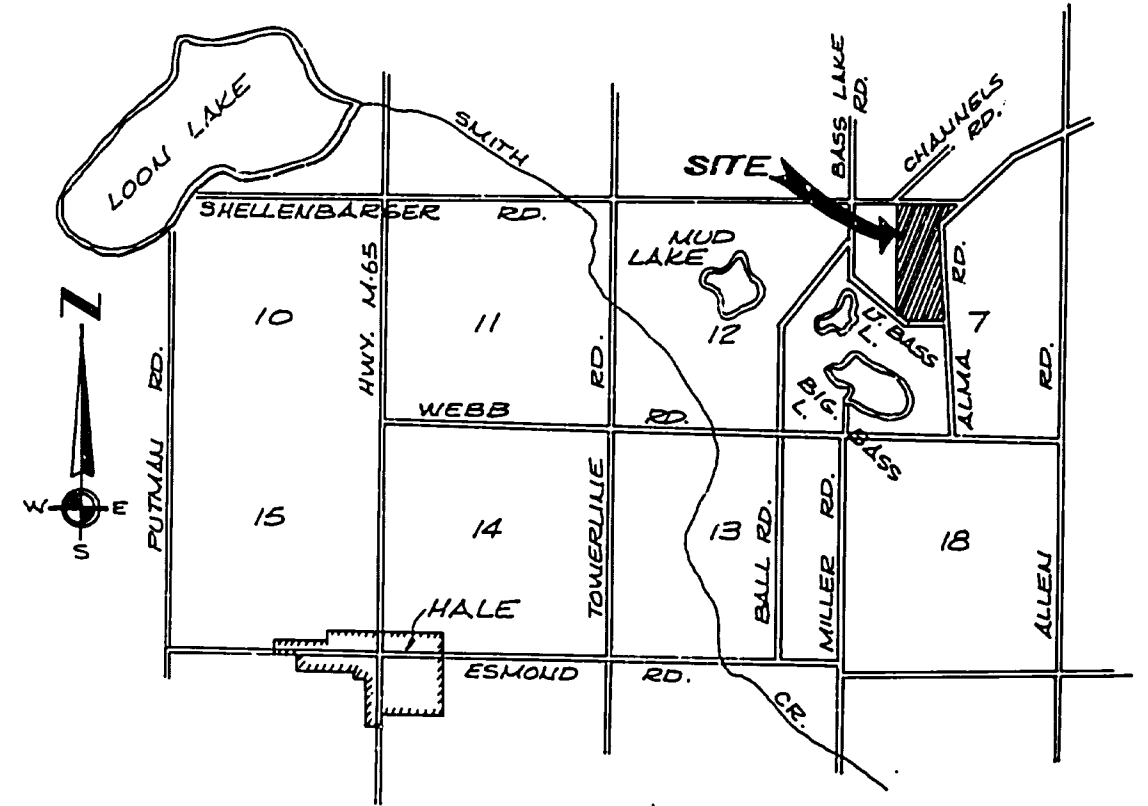 LOON LAKE
SMITH
BASS LAKE
RD.
CHANNELS
RD.
SITE
SHELLENBARGER RD.
MUD
LAKE
HWY. M-65
RD.
10
11
12
LT. BASS
L.
7
N
PUTMAN RD.
RD.
ALMA
RD.
BIG.
L.
BASS
WEBB RD.
W E
S
15
14
TOWERLINE
13
BALL RD.
MILLER RD.
18
ALLEN
HALE
ESMOND RD.
CR.